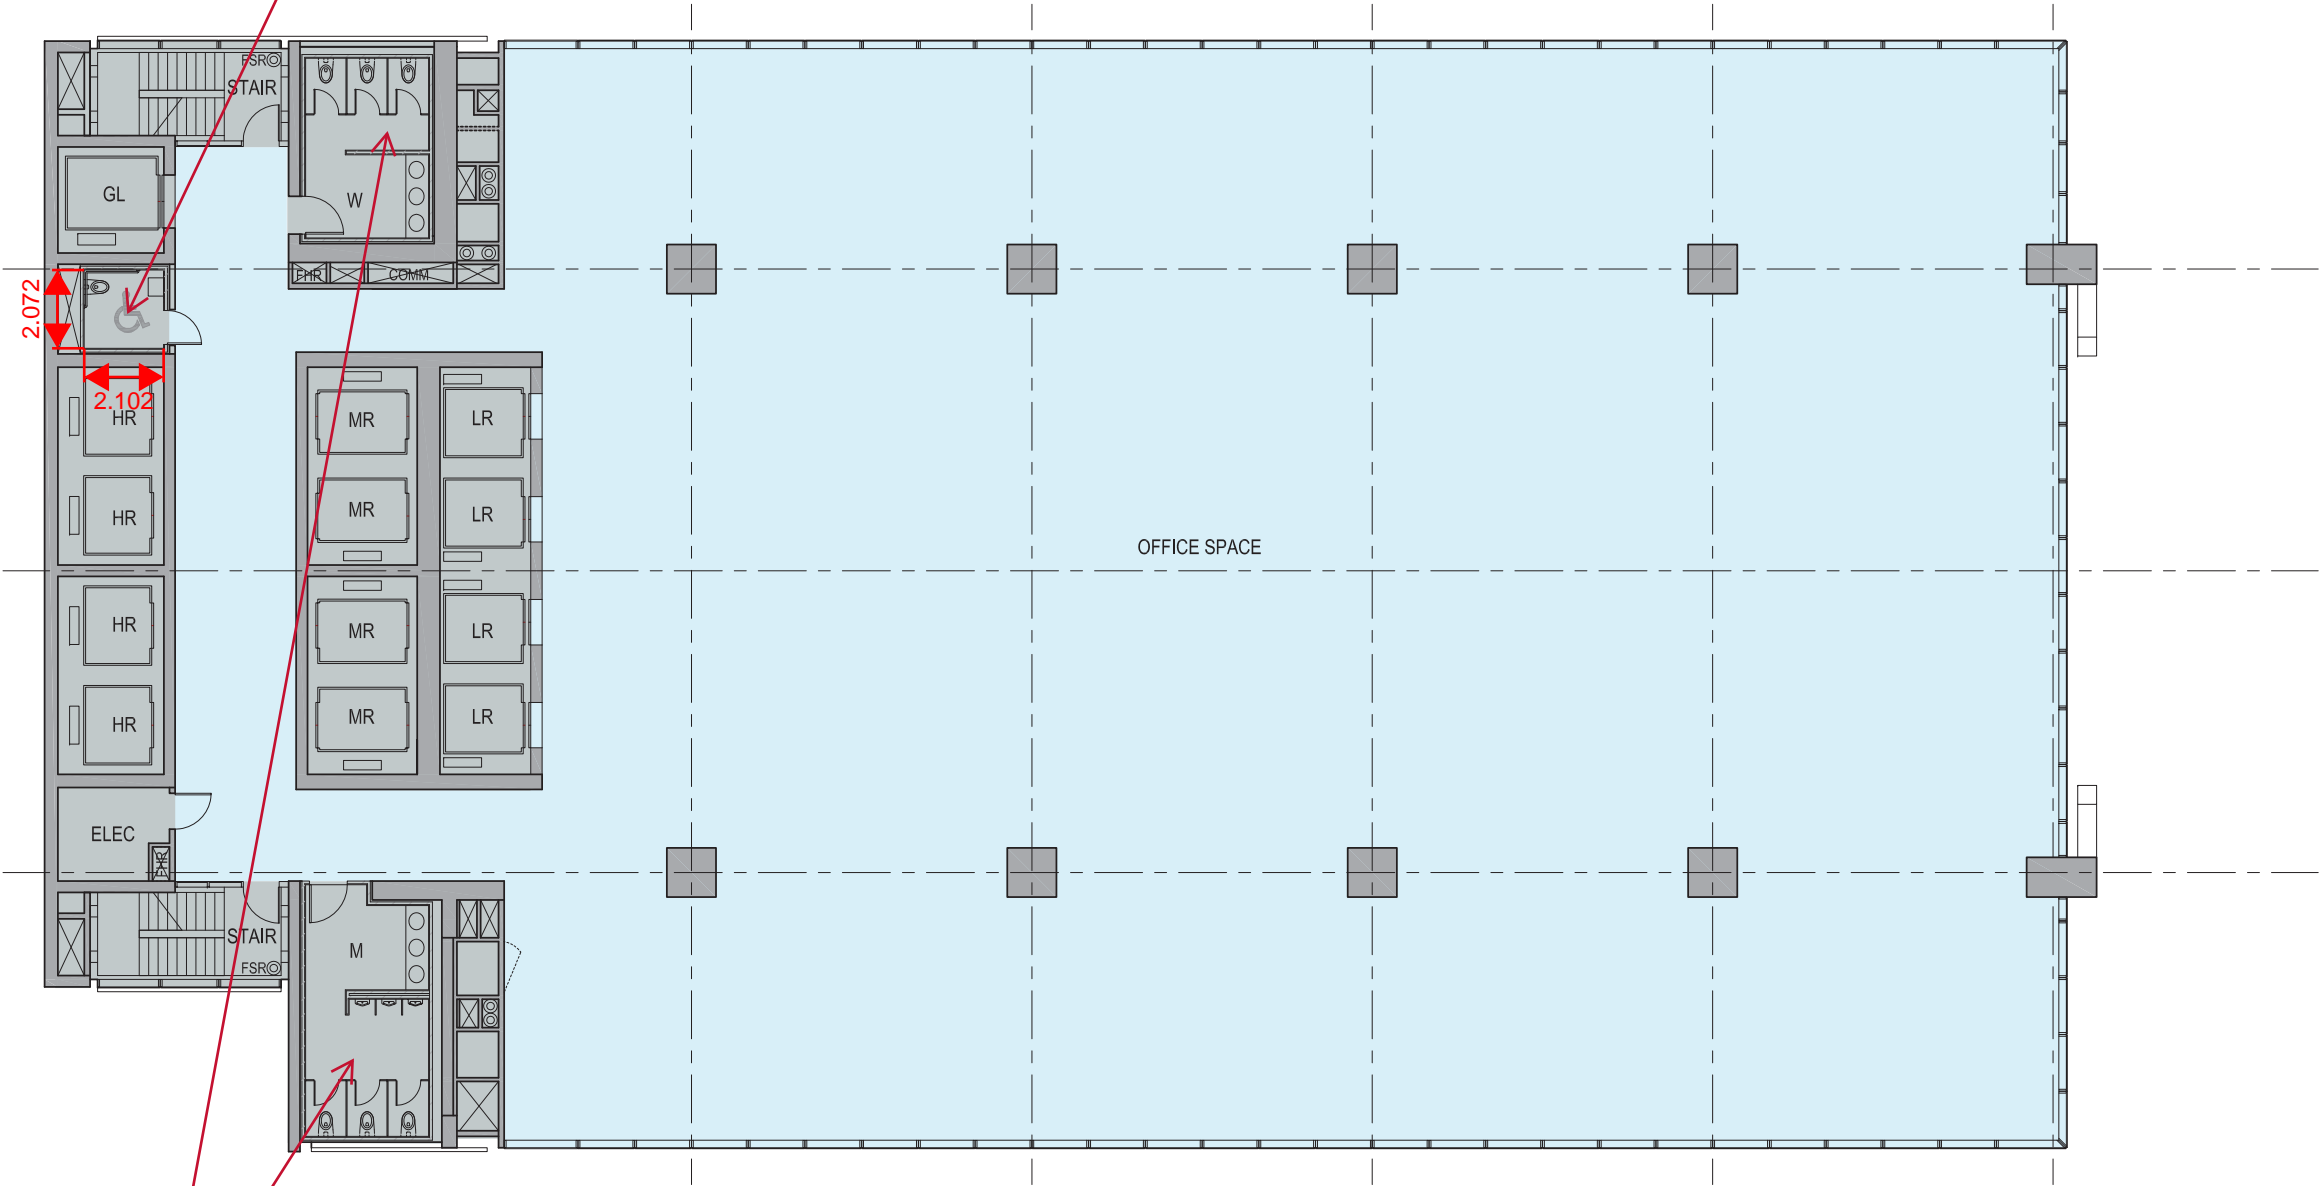 FSR
STAIR
GL
W
FHR
COMM
2.072
2.102
HR
MR
LR
HR
MR
LR
OFFICE SPACE
HR
MR
LR
HR
MR
LR
ELEC
FHR
STAIR
FSR
M